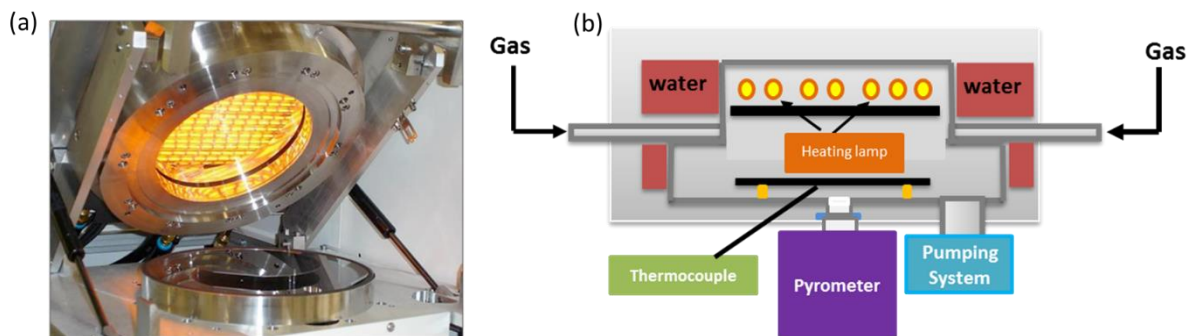 (a)
(b)
Gas
Gas
water
water
Heating lamp
Thermocouple
Pyrometer
Pumping
System